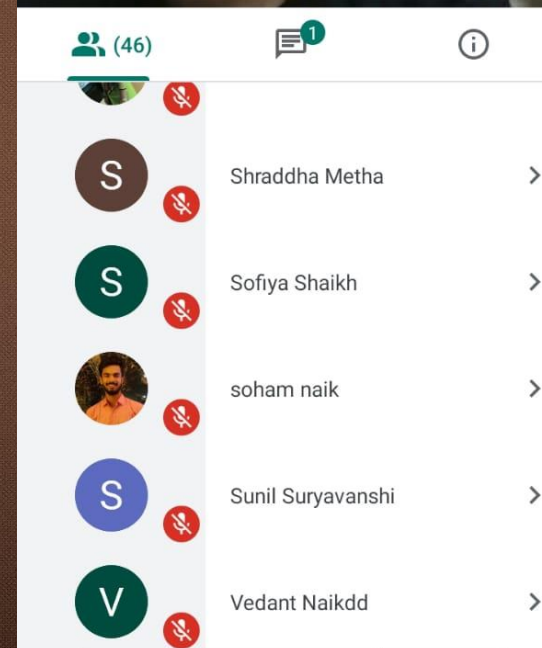 (46)
1
S
Shraddha Metha
S
Sofiya Shaikh
soham naik
S
Sunil Suryavanshi
V
Vedant Naikdd